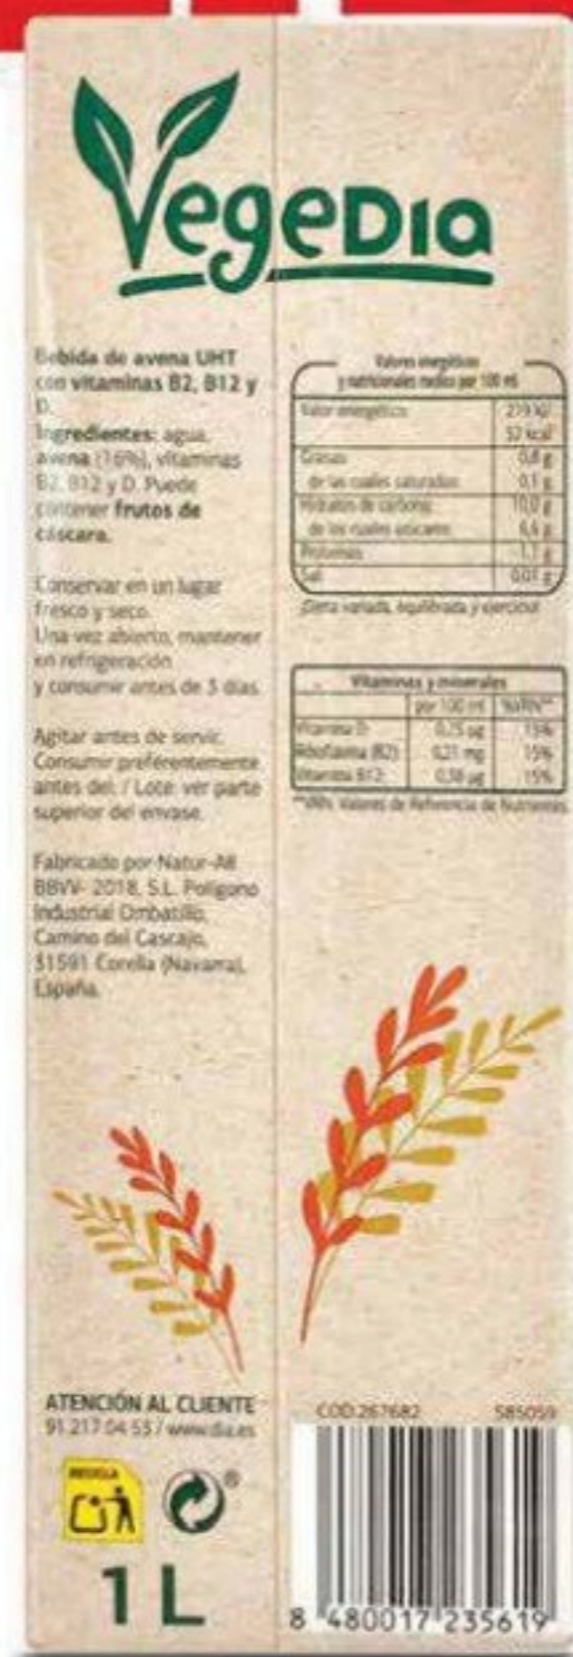 VegeDia
Bebida de avena UHT
con vitaminas B2, B12 y
D.
Ingredientes: agua,
avena (16%), vitaminas
B2, B12 y D. Puede
contener frutos de
cáscara.
Conservar en un lugar
fresco y seco.
Una vez abierto, mantener
en refrigeración
y consumir antes de 5 días.
Agitar antes de servir.
Consumir preferentemente
antes del: / Lote: ver parte
superior del envase.
Fabricado por Natur-All
BBVV- 2018, S.L. Polígono
Industrial Ombatillo,
Camino del Cascajo,
31591 Corella (Navarra),
España.
ATENCIÓN AL CLIENTE
91 217 04 53 / www.dia.es
RECICLA
1 L
Valores energéticos
y nutricionales medios por 100 ml
Valor energético 219 kJ
52 kcal
Grasas 0,8 g
de las cuales saturadas 0,1 g
Hidratos de carbono 10,0 g
de los cuales azúcares
Proteínas 1,1 g
Sal 0,01 g
Dieta variada, equilibrada y ejercicio
Vitaminas y minerales
por 100 ml %VRN**
Vitamina D 0,75 µg 15%
Riboflavina (B2) 0,21 mg 15%
Vitamina B12 0,38 µg 15%
**VRN: Valores de Referencia de Nutrientes
COD.267682 585059
8 480017 235619